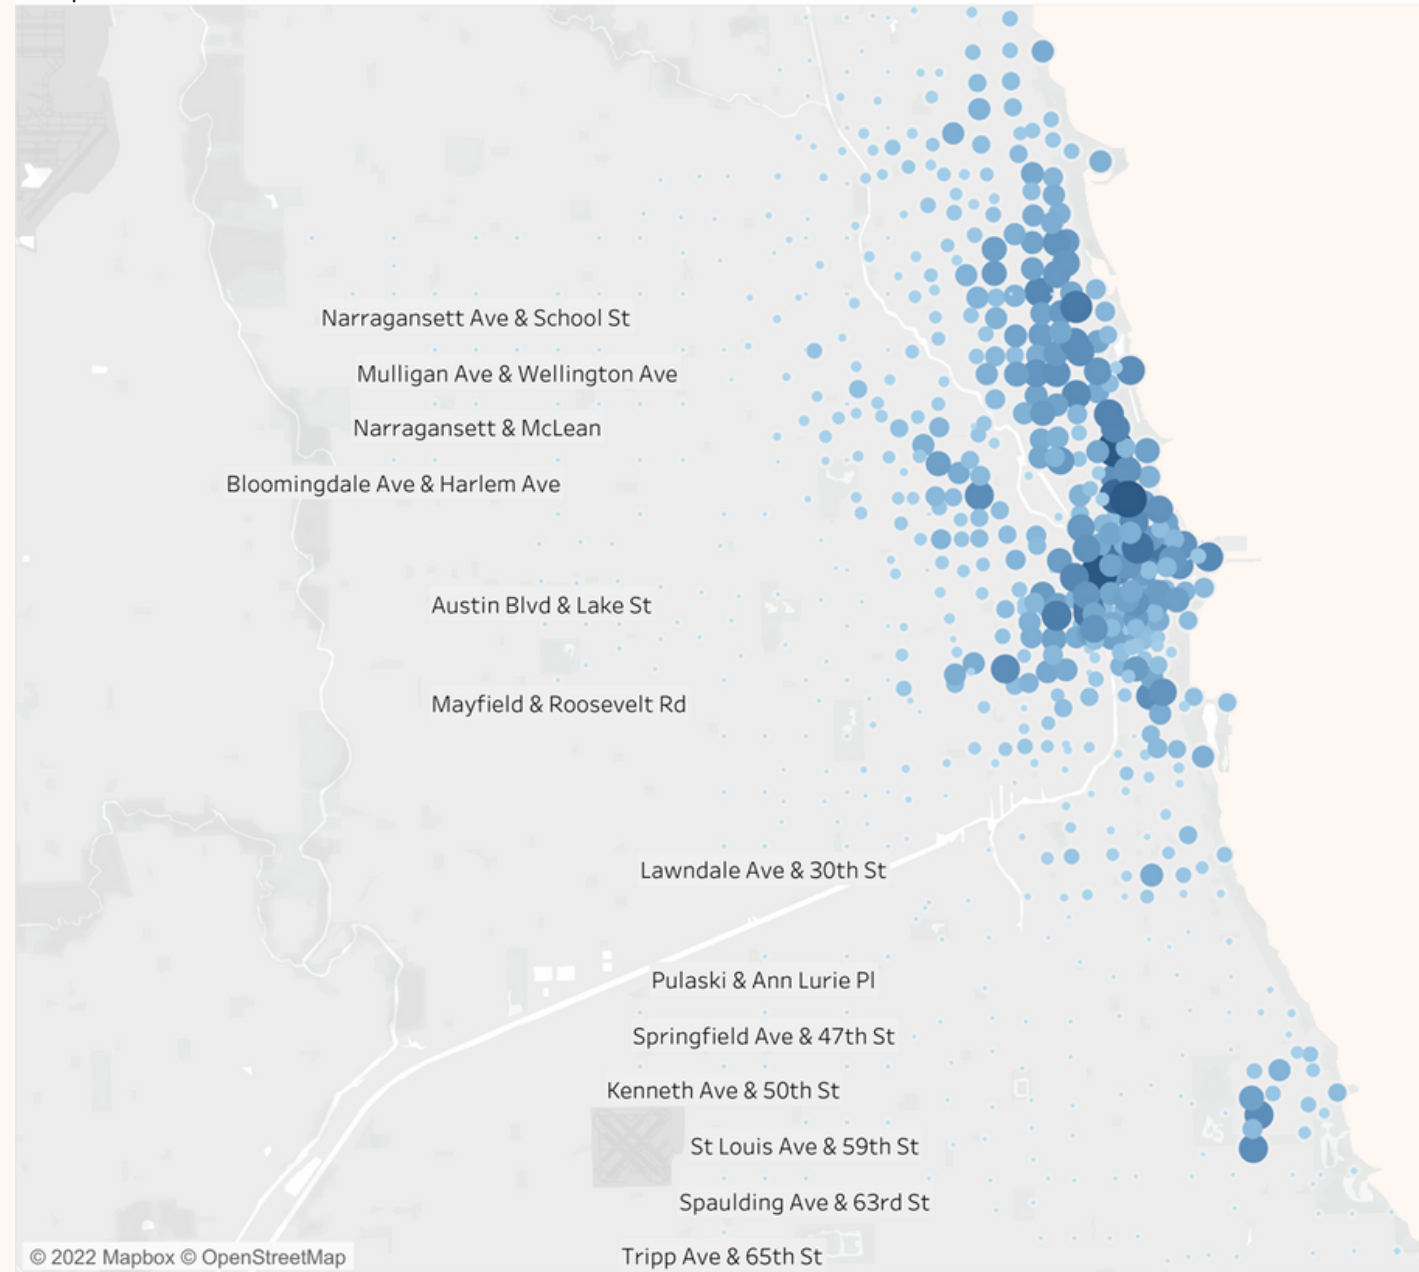 Narragansett Ave & School St
Mulligan Ave & Wellington Ave
Narragansett & McLean
Bloomingdale Ave & Harlem Ave
Austin Blvd & Lake St
Mayfield & Roosevelt Rd
Lawndale Ave & 30th St
Pulaski & Ann Lurie Pl
Springfield Ave & 47th St
Kenneth Ave & 50th St
St Louis Ave & 59th St
Spaulding Ave & 63rd St
Tripp Ave & 65th St
© 2022 Mapbox © OpenStreetMap